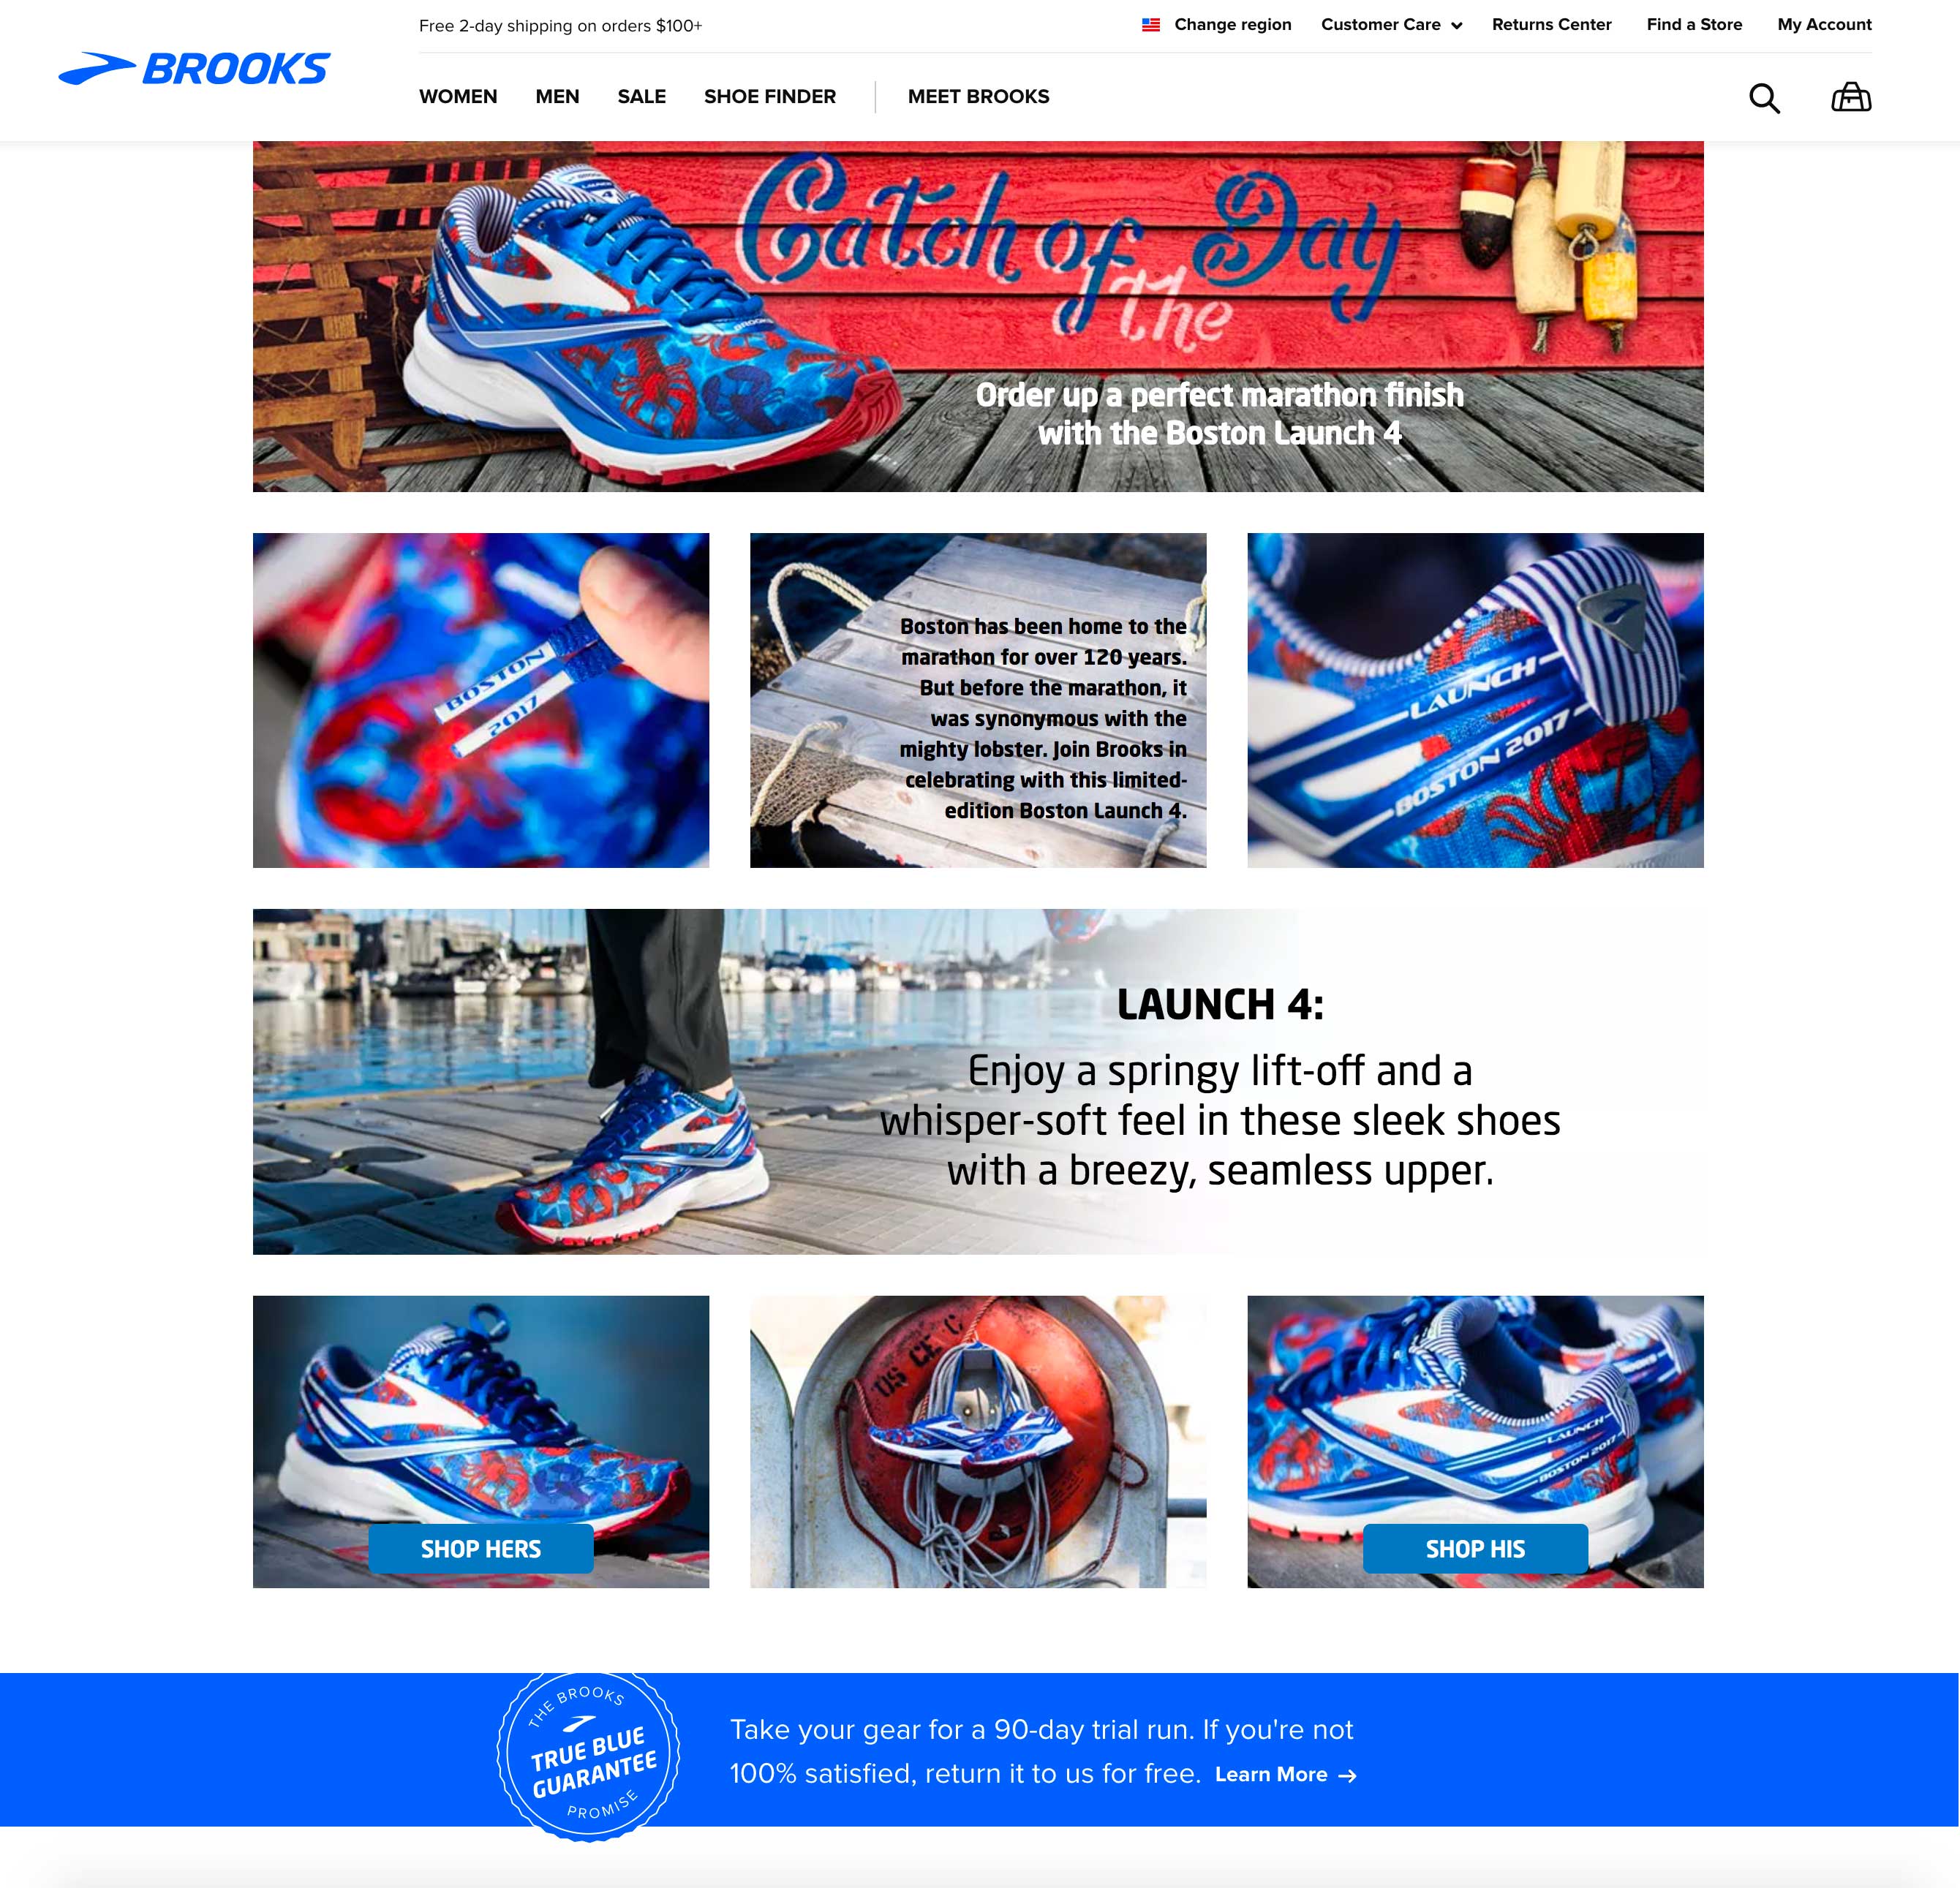 Free 2-day shipping on orders $100+
Change region
Customer Care
Returns Center
Find a Store
My Account
BROOKS
WOMEN
MEN
SALE
SHOE FINDER
MEET BROOKS
Catch of the Day
BROOKS
Order up a perfect marathon finish
with the Boston Launch 4
BOSTON
2017
Boston has been home to the
marathon for over 120 years.
But before the marathon, it
was synonymous with the
mighty lobster. Join Brooks in
celebrating with this limited-
edition Boston Launch 4.
LAUNCH
BOSTON 2017
LAUNCH 4:
Enjoy a springy lift-off and a
whisper-soft feel in these sleek shoes
with a breezy, seamless upper.
SHOP HERS
LAUNCH
BOSTON 2017
SHOP HIS
THE BROOKS
TRUE BLUE
GUARANTEE
PROMISE
Take your gear for a 90-day trial run. If you're not
100% satisfied, return it to us for free. Learn More →